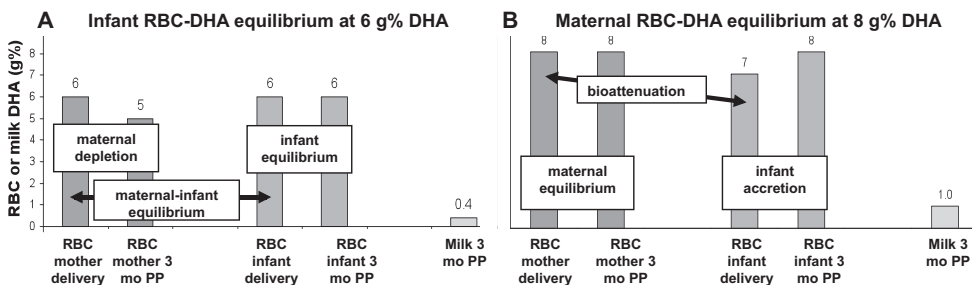 A Infant RBC-DHA equilibrium at 6 g% DHA
RBC or milk DHA (g%)
8
7
6
5
4
3
2
1
0
6
5
6
6
0.4
maternal
depletion
infant
equilibrium
maternal-infant
equilibrium
RBC
mother
delivery
RBC
mother 3
mo PP
RBC
infant
delivery
RBC
infant 3
mo PP
Milk 3
mo PP
B Maternal RBC-DHA equilibrium at 8 g% DHA
8
8
7
8
1.0
bioattenuation
maternal
equilibrium
infant
accretion
RBC
mother
delivery
RBC
mother 3
mo PP
RBC
infant
delivery
RBC
infant 3
mo PP
Milk 3
mo PP